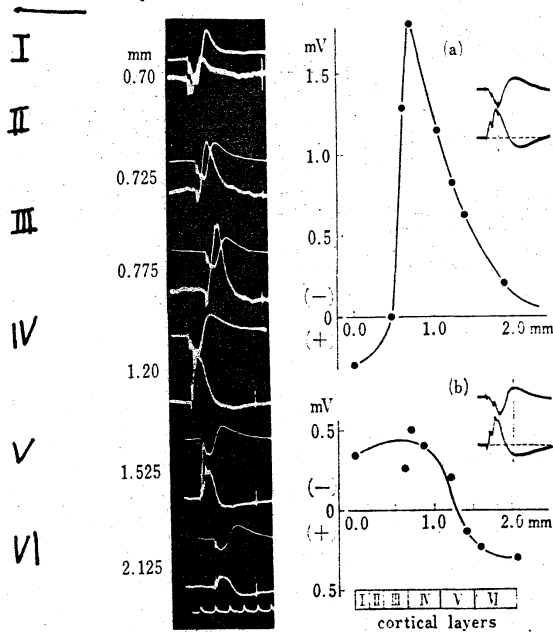 I
II
III
IV
V
VI
mm
0.70
0.725
0.775
1.20
1.525
2.125
mV
(a)
1.5
1.0
0.5
(−)
0
(+)
0.0
1.0
2.0 mm
mV
(b)
0.5
(−)
0
(+)
0.0
1.0
2.0 mm
0.5
I II III IV V VI
cortical layers